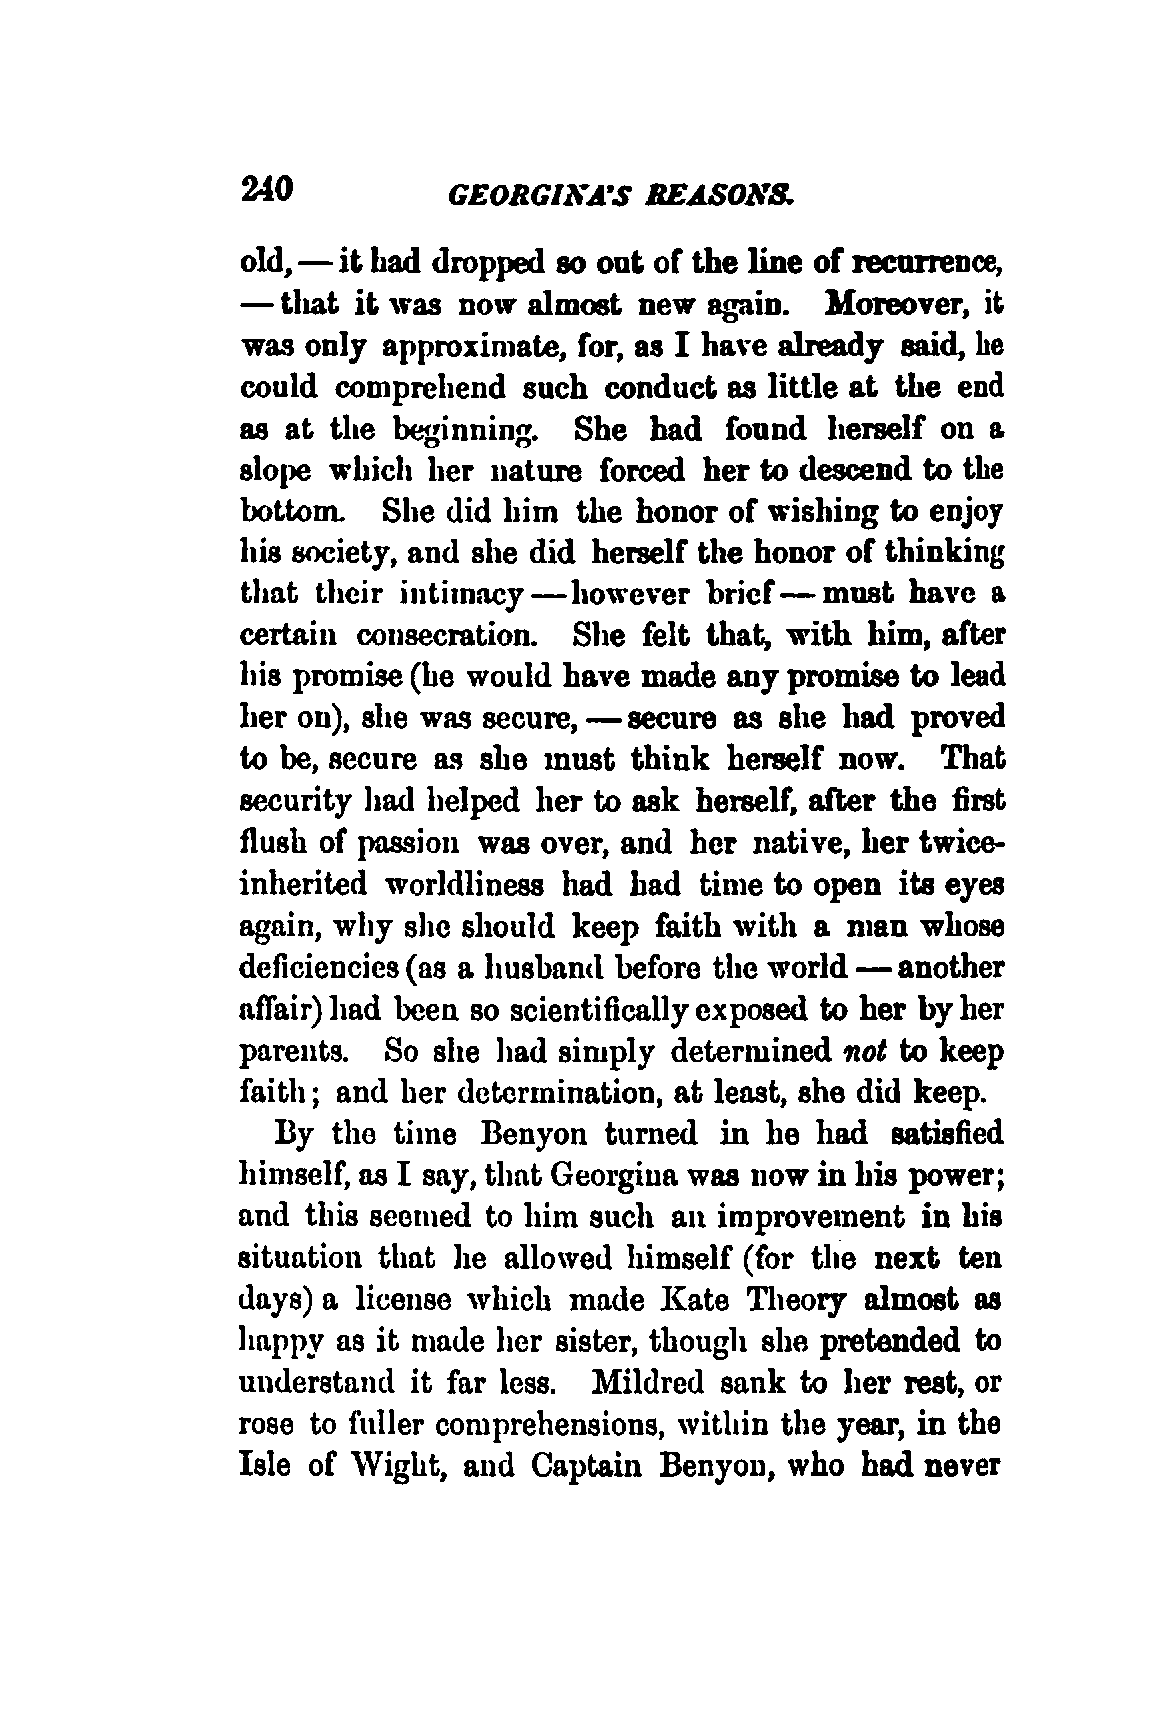 240 GEORGINA'S REASONS.
old,—it had dropped so out of the line of recurrence,
—that it was now almost new again. Moreover, it
was only approximate, for, as I have already said, he
could comprehend such conduct as little at the end
as at the beginning. She had found herself on a
slope which her nature forced her to descend to the
bottom. She did him the honor of wishing to enjoy
his society, and she did herself the honor of thinking
that their intimacy—however brief—must have a
certain consecration. She felt that, with him, after
his promise (he would have made any promise to lead
her on), she was secure,—secure as she had proved
to be, secure as she must think herself now. That
security had helped her to ask herself, after the first
flush of passion was over, and her native, her twice-
inherited worldliness had had time to open its eyes
again, why she should keep faith with a man whose
deficiencies (as a husband before the world—another
affair) had been so scientifically exposed to her by her
parents. So she had simply determined not to keep
faith; and her determination, at least, she did keep.
By the time Benyon turned in he had satisfied
himself, as I say, that Georgina was now in his power;
and this seemed to him such an improvement in his
situation that he allowed himself (for the next ten
days) a license which made Kate Theory almost as
happy as it made her sister, though she pretended to
understand it far less. Mildred sank to her rest, or
rose to fuller comprehensions, within the year, in the
Isle of Wight, and Captain Benyon, who had never